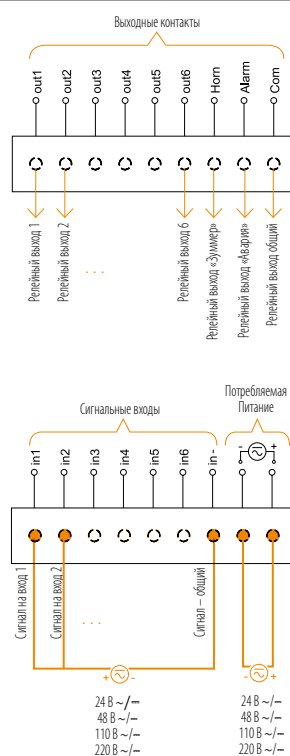 Выходные контакты
out1
out2
out3
out4
out5
out6
Horn
Alarm
Com
Релейный выход 1
Релейный выход 2
. . .
Релейный выход 6
Релейный выход «Зуммер»
Релейный выход «Авария»
Релейный выход общий
Сигнальные входы
Потребляемая
Питание
in1
in2
in3
in4
in5
in6
in -
- +
Сигнал на вход 1
Сигнал на вход 2
. . .
Сигнал – общий
+ -
- +
24 В ~/⎓
48 В ~/⎓
110 В ~/⎓
220 В ~/⎓
24 В ~/⎓
48 В ~/⎓
110 В ~/⎓
220 В ~/⎓